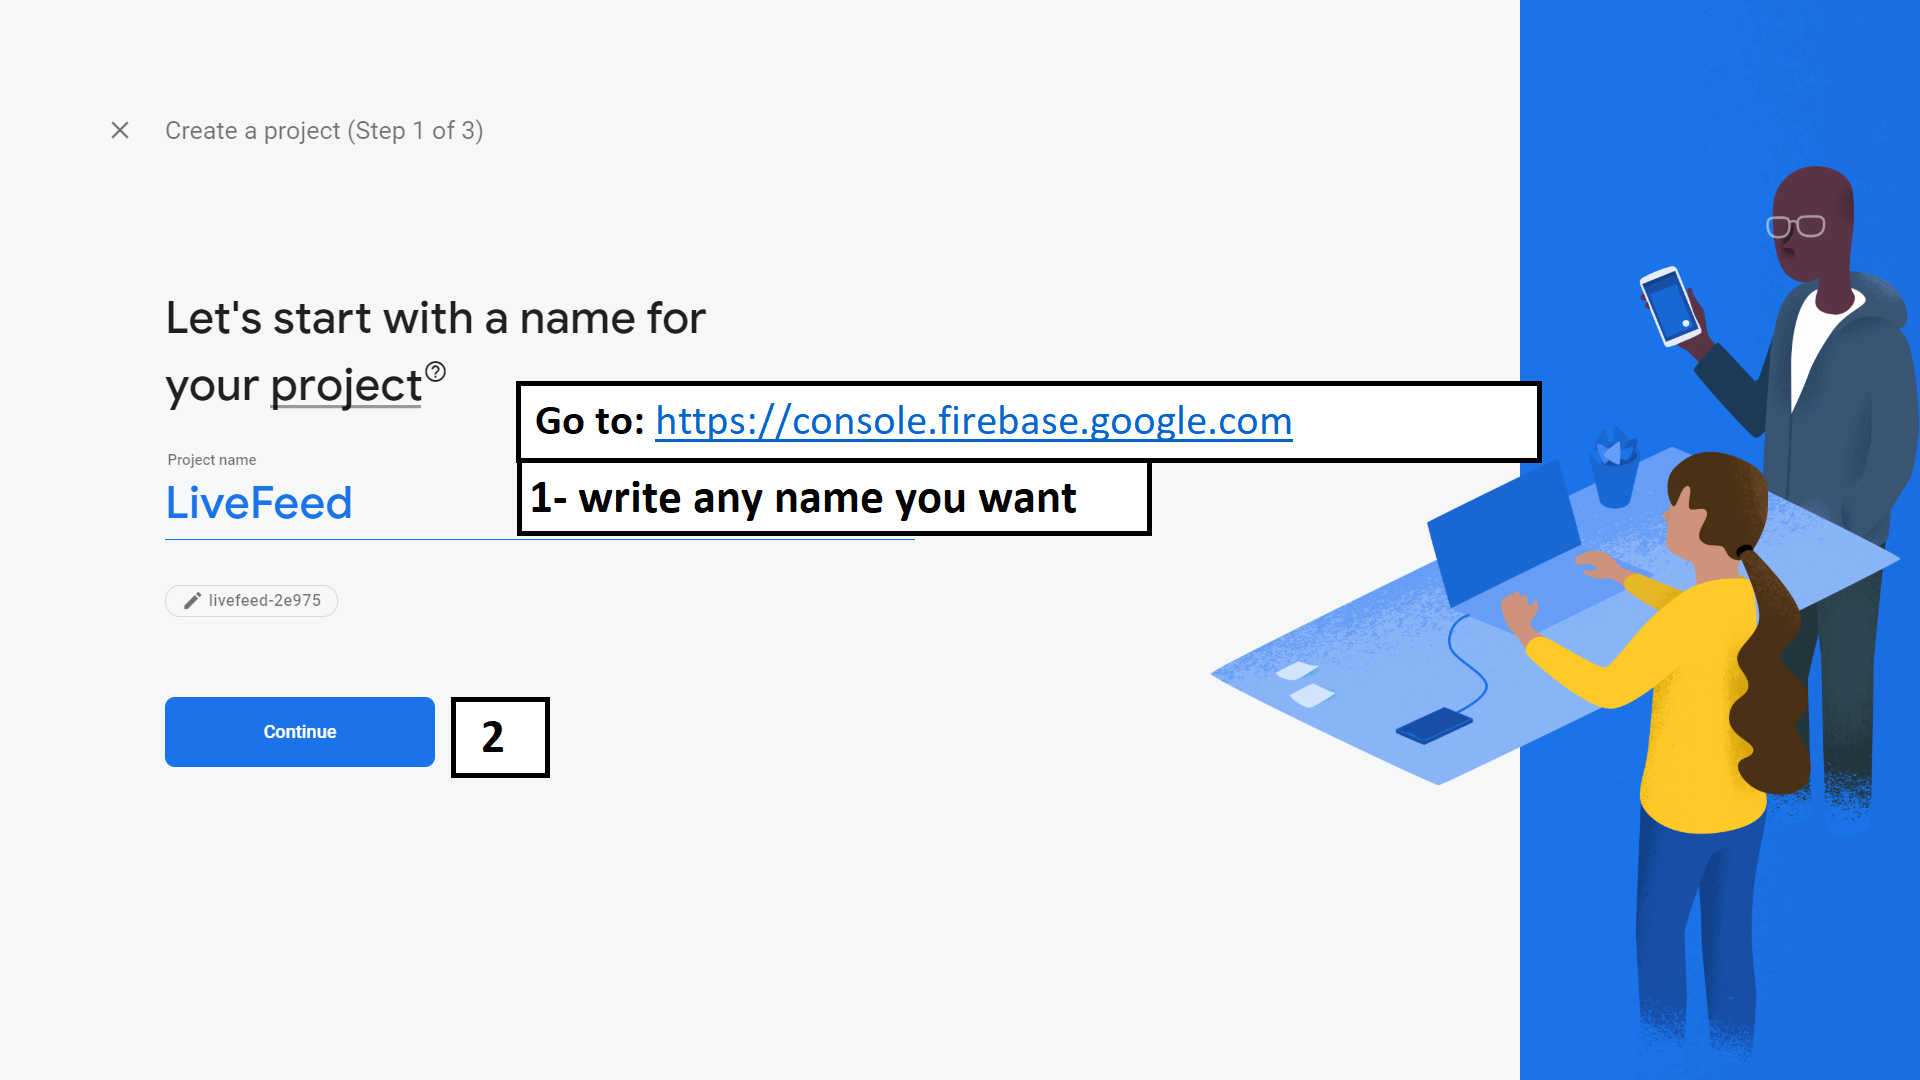 Create a project (Step 1 of 3)
Let's start with a name for
your project
Go to: https://console.firebase.google.com
Project name
1- write any name you want
LiveFeed
livefeed-2e975
Continue
2